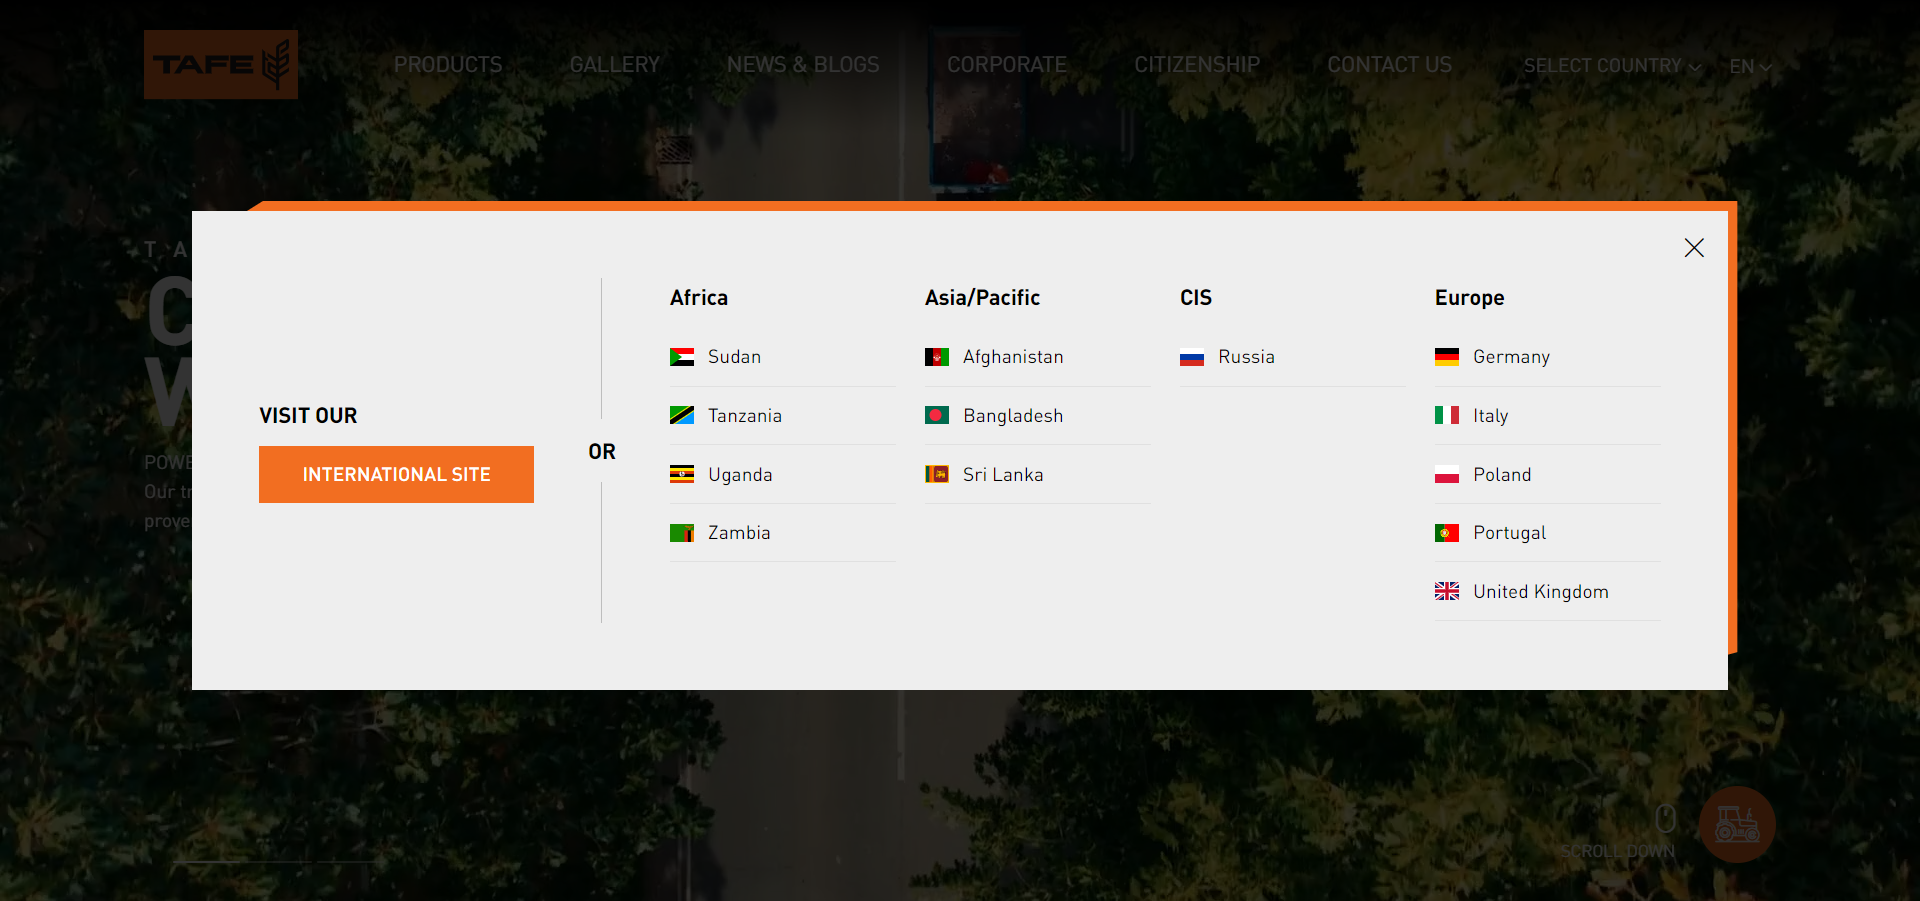 TAFE
PRODUCTS
GALLERY
NEWS & BLOGS
CORPORATE
CITIZENSHIP
CONTACT US
SELECT COUNTRY
EN
T A
C
W
POWE
Our tr
prove
VISIT OUR
INTERNATIONAL SITE
OR
Africa
Sudan
Tanzania
Uganda
Zambia
Asia/Pacific
Afghanistan
Bangladesh
Sri Lanka
CIS
Russia
Europe
Germany
Italy
Poland
Portugal
United Kingdom
SCROLL DOWN